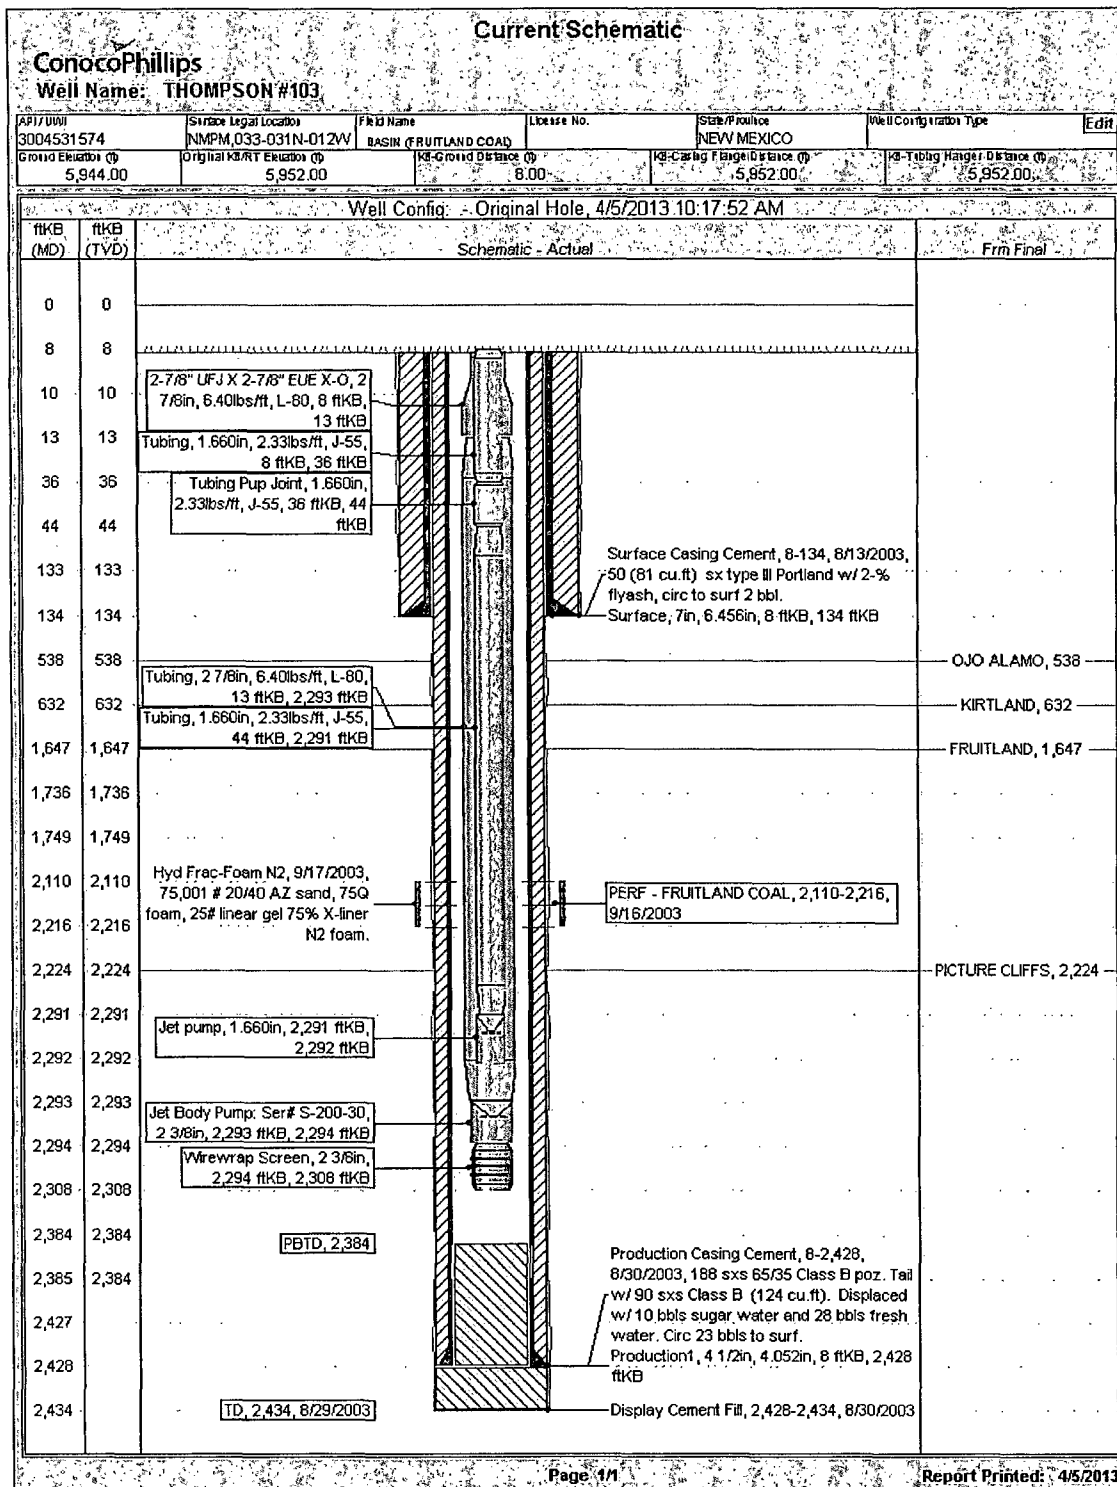 Current Schematic
ConocoPhillips
Well Name: THOMPSON #103
API / UWI
3004531574
Surface Legal Location
NMPM,033-031N-012W
Field Name
BASIN (FRUITLAND COAL)
License No.
State/Province
NEW MEXICO
Well Configuration Type
Edit
Ground Elevation (ft)
5,944.00
Original KB/RT Elevation (ft)
5,952.00
KB-Ground Distance (ft)
8.00
KB-Casing Flange Distance (ft)
5,952.00
KB-Tubing Hanger Distance (ft)
5,952.00
Well Config: - Original Hole, 4/5/2013 10:17:52 AM
ftKB (MD)
ftKB (TVD)
Schematic - Actual
Frm Final
0 0
8 8
10 10
13 13
36 36
44 44
133 133
134 134
538 538
632 632
1,647 1,647
1,736 1,736
1,749 1,749
2,110 2,110
2,216 2,216
2,224 2,224
2,291 2,291
2,292 2,292
2,293 2,293
2,294 2,294
2,308 2,308
2,384 2,384
2,385 2,384
2,427
2,428
2,434
2-7/8" UFJ X 2-7/8" EUE X-O, 2
7/8in, 6.40lbs/ft, L-80, 8 ftKB,
13 ftKB
Tubing, 1.660in, 2.33lbs/ft, J-55,
8 ftKB, 36 ftKB
Tubing Pup Joint, 1.660in,
2.33lbs/ft, J-55, 36 ftKB, 44
ftKB
Surface Casing Cement, 8-134, 8/13/2003,
50 (81 cu.ft) sx type III Portland w/ 2-%
flyash, circ to surf 2 bbl.
Surface, 7in, 6.456in, 8 ftKB, 134 ftKB
OJO ALAMO, 538
Tubing, 2 7/8in, 6.40lbs/ft, L-80,
13 ftKB, 2,293 ftKB
KIRTLAND, 632
Tubing, 1.660in, 2.33lbs/ft, J-55,
44 ftKB, 2,291 ftKB
FRUITLAND, 1,647
Hyd Frac-Foam N2, 9/17/2003,
75,001 # 20/40 AZ sand, 75Q
foam, 25# linear gel 75% X-liner
N2 foam.
PERF - FRUITLAND COAL, 2,110-2,216,
9/16/2003
PICTURE CLIFFS, 2,224
Jet pump, 1.660in, 2,291 ftKB,
2,292 ftKB
Jet Body Pump: Ser# S-200-30,
2 3/8in, 2,293 ftKB, 2,294 ftKB
Wirewrap Screen, 2 3/8in,
2,294 ftKB, 2,308 ftKB
PBTD, 2,384
Production Casing Cement, 8-2,428,
8/30/2003, 188 sxs 65/35 Class B poz. Tail
w/ 90 sxs Class B (124 cu.ft). Displaced
w/ 10 bbls sugar water and 28 bbls fresh
water. Circ 23 bbls to surf.
Production1, 4 1/2in, 4.052in, 8 ftKB, 2,428
ftKB
TD, 2,434, 8/29/2003
Display Cement Fill, 2,428-2,434, 8/30/2003
Page 1/1
Report Printed: 4/5/2013